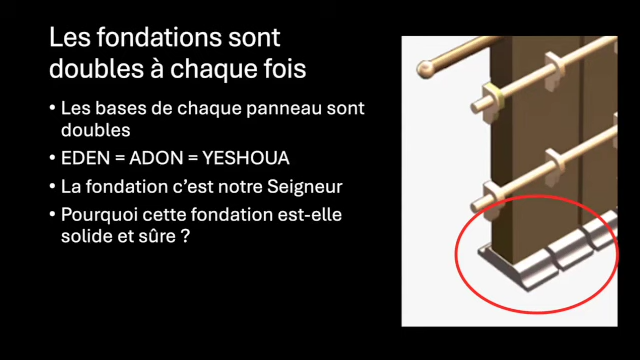 Les fondations sont
doubles à chaque fois
• Les bases de chaque panneau sont
doubles
• EDEN = ADON = YESHOUA
• La fondation c’est notre Seigneur
• Pourquoi cette fondation est-elle
solide et sûre ?